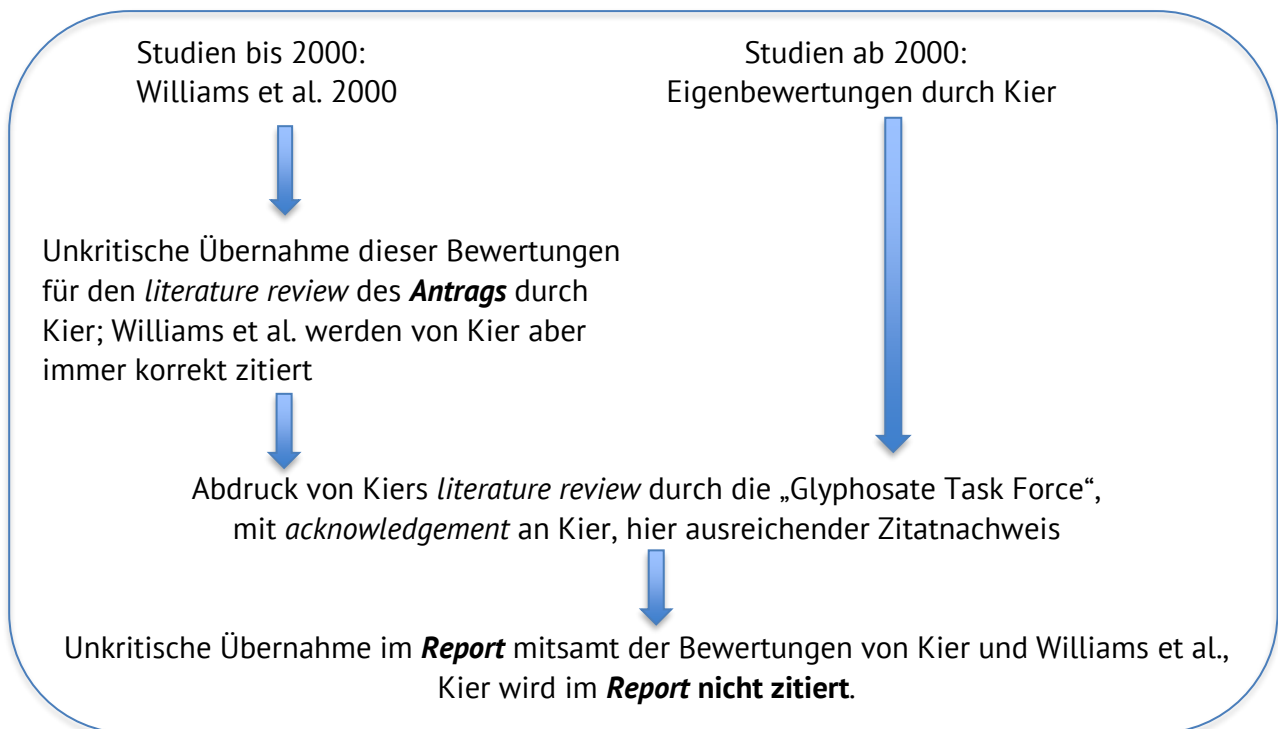 Studien bis 2000:
Williams et al. 2000
Studien ab 2000:
Eigenbewertungen durch Kier
Unkritische Übernahme dieser Bewertungen
für den literature review des Antrags durch
Kier; Williams et al. werden von Kier aber
immer korrekt zitiert
Abdruck von Kiers literature review durch die „Glyphosate Task Force“,
mit acknowledgement an Kier, hier ausreichender Zitatnachweis
Unkritische Übernahme im Report mitsamt der Bewertungen von Kier und Williams et al.,
Kier wird im Report nicht zitiert.